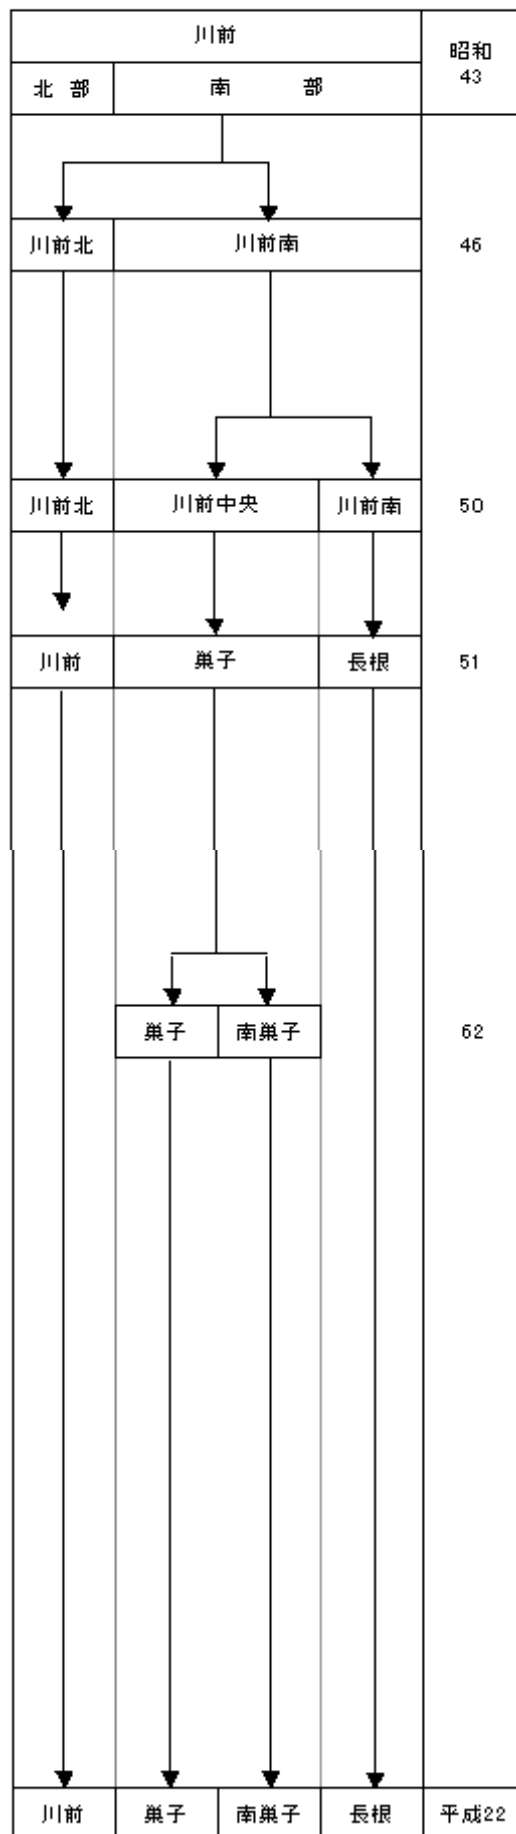 川前
昭和
43
北 部
南 部
川前北
川前南
46
川前北
川前中央
川前南
50
川前
巣子
長根
51
巣子
南巣子
62
川前
巣子
南巣子
長根
平成22